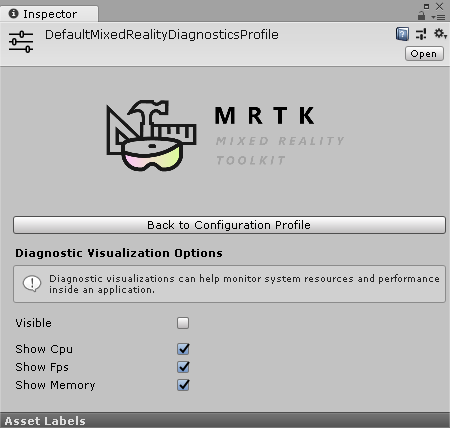 Inspector
DefaultMixedRealityDiagnosticsProfile
Open
MRTK
MIXED REALITY
TOOLKIT
Back to Configuration Profile
Diagnostic Visualization Options
Diagnostic visualizations can help monitor system resources and performance
inside an application.
Visible
Show Cpu
Show Fps
Show Memory
Asset Labels